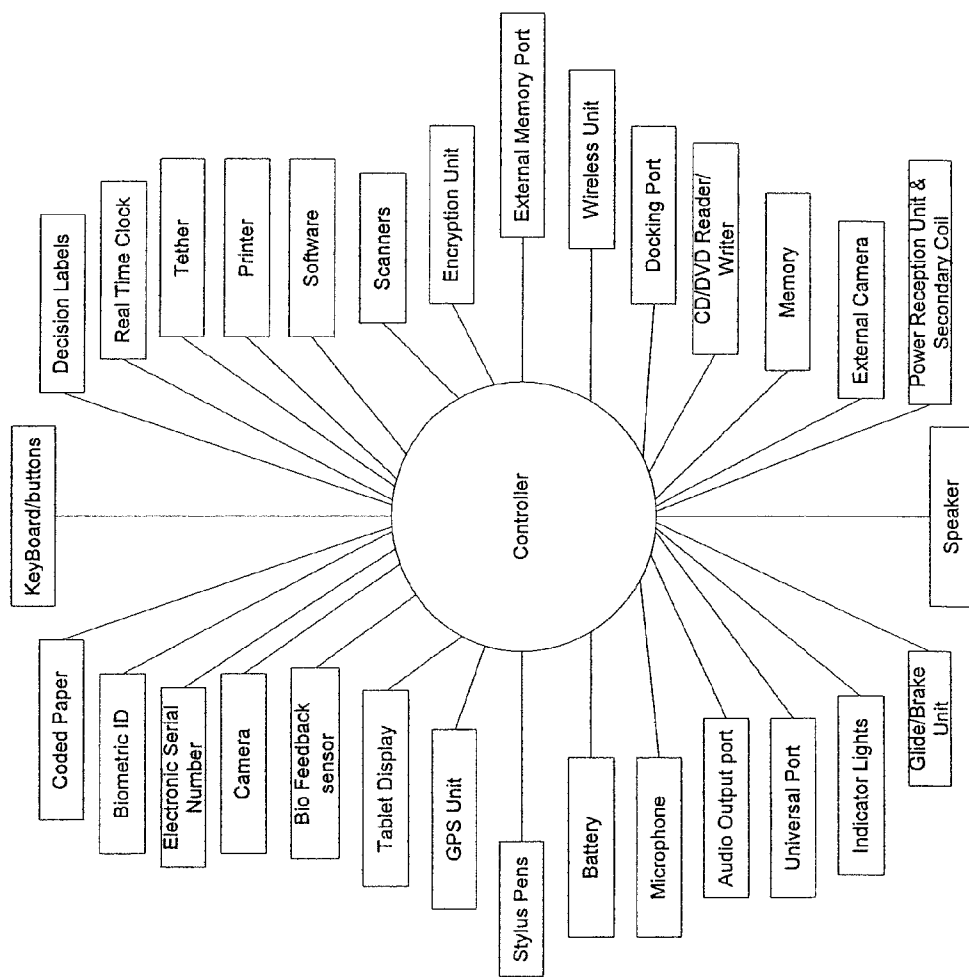 KeyBoard/buttons
Decision Labels
Real Time Clock
Tether
Printer
Software
Scanners
Encryption Unit
External Memory Port
Wireless Unit
Docking Port
CD/DVD Reader/
Writer
Memory
External Camera
Power Reception Unit &
Secondary Coil
Speaker
Glide/Brake
Unit
Indicator Lights
Universal Port
Audio Output port
Microphone
Battery
Stylus Pens
GPS Unit
Tablet Display
Bio Feedback
sensor
Camera
Electronic Serial
Number
Biometric ID
Coded Paper
Controller